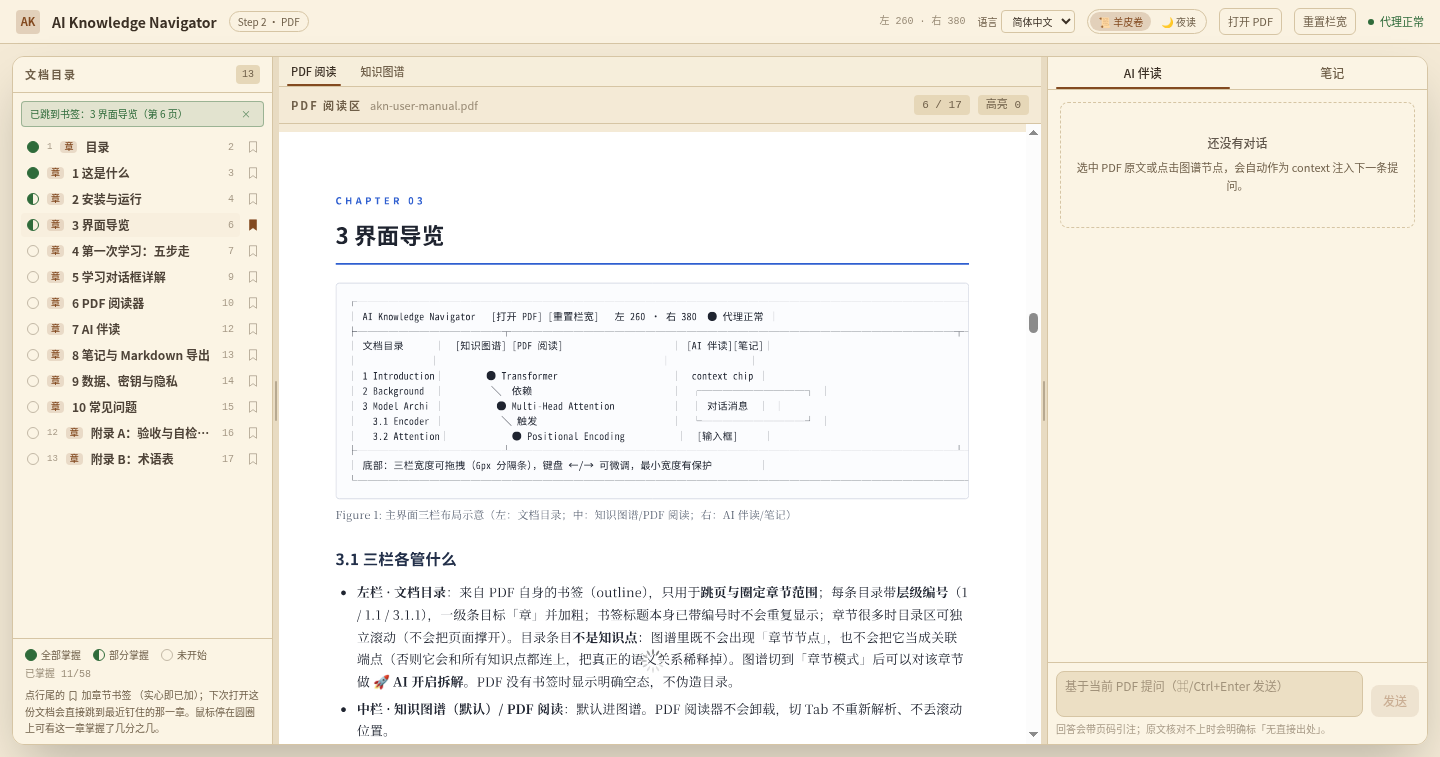 AK AI Knowledge Navigator Step 2 · PDF 左 260 · 右 380 语言 简体中文 📜 羊皮卷 🌙 夜读 打开 PDF 重置栏宽 代理正常
文档目录 13
已跳到书签：3 界面导览（第 6 页） ×
1 章 目录 2
章 1 这是什么 3
章 2 安装与运行 4
章 3 界面导览 6
章 4 第一次学习：五步走 7
章 5 学习对话框详解 9
章 6 PDF 阅读器 10
章 7 AI 伴读 12
章 8 笔记与 Markdown 导出 13
章 9 数据、密钥与隐私 14
章 10 常见问题 15
12 章 附录 A：验收与自检… 16
13 章 附录 B：术语表 17
全部掌握 部分掌握 未开始
已掌握 11/58
点行尾的 口 加章节书签 （实心即已加）；下次打开这
份文档会直接跳到最近钉住的那一章。鼠标停在圆圈
上可看这一章掌握了几分之几。
PDF 阅读 知识图谱
PDF 阅读区 akn-user-manual.pdf 6 / 17 高亮 0
CHAPTER 03
3 界面导览
AI Knowledge Navigator [打开 PDF] [重置栏宽] 左 260 · 右 380 ● 代理正常
文档目录 [知识图谱] [PDF 阅读] [AI 伴读][笔记]
1 Introduction ● Transformer context chip
2 Background ＼ 依赖
3 Model Archi ● Multi-Head Attention 对话消息
3.1 Encoder ＼ 触发
3.2 Attention ● Positional Encoding [输入框]
底部：三栏宽度可拖拽（6px 分隔条），键盘 ←/→ 可微调，最小宽度有保护
Figure 1: 主界面三栏布局示意（左：文档目录；中：知识图谱/PDF 阅读；右：AI 伴读/笔记）
3.1 三栏各管什么
• 左栏 · 文档目录：来自 PDF 自身的书签（outline），只用于跳页与圈定章节范围；每条目录带层级编号（1
/ 1.1 / 3.1.1），一级条目标「章」并加粗；书签标题本身已带编号时不会重复显示；章节很多时目录区可独
立滚动（不会把页面撑开）。目录条目不是知识点：图谱里既不会出现「章节节点」，也不会把它当成关联
端点（否则它会和所有知识点都连上，把真正的语义关系稀释掉）。图谱切到「章节模式」后可以对该章节
做 🚀 AI 开启拆解。PDF 没有书签时显示明确空态，不伪造目录。
• 中栏 · 知识图谱（默认）/ PDF 阅读：默认进图谱。PDF 阅读器不会卸载，切 Tab 不重新解析、不丢滚动
位置。
AI 伴读 笔记
还没有对话
选中 PDF 原文或点击图谱节点，会自动作为 context 注入下一条提
问。
基于当前 PDF 提问（⌘/Ctrl+Enter 发送） 发送
回答会带页码引注；原文核对不上时会明确标「无直接出处」。